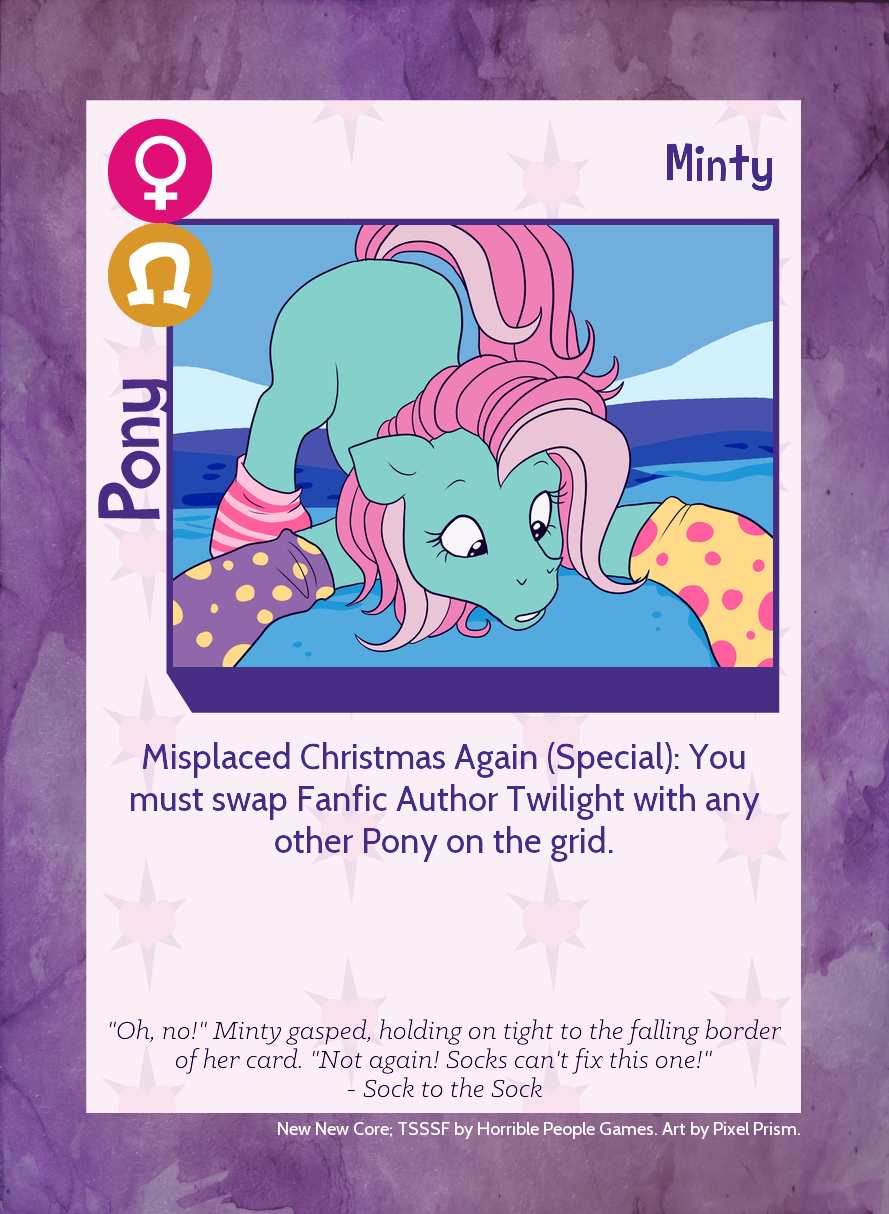 Minty
Pony
Misplaced Christmas Again (Special): You
must swap Fanfic Author Twilight with any
other Pony on the grid.
"Oh, no!" Minty gasped, holding on tight to the falling border
of her card. "Not again! Socks can't fix this one!"
- Sock to the Sock
New New Core; TSSSF by Horrible People Games. Art by Pixel Prism.